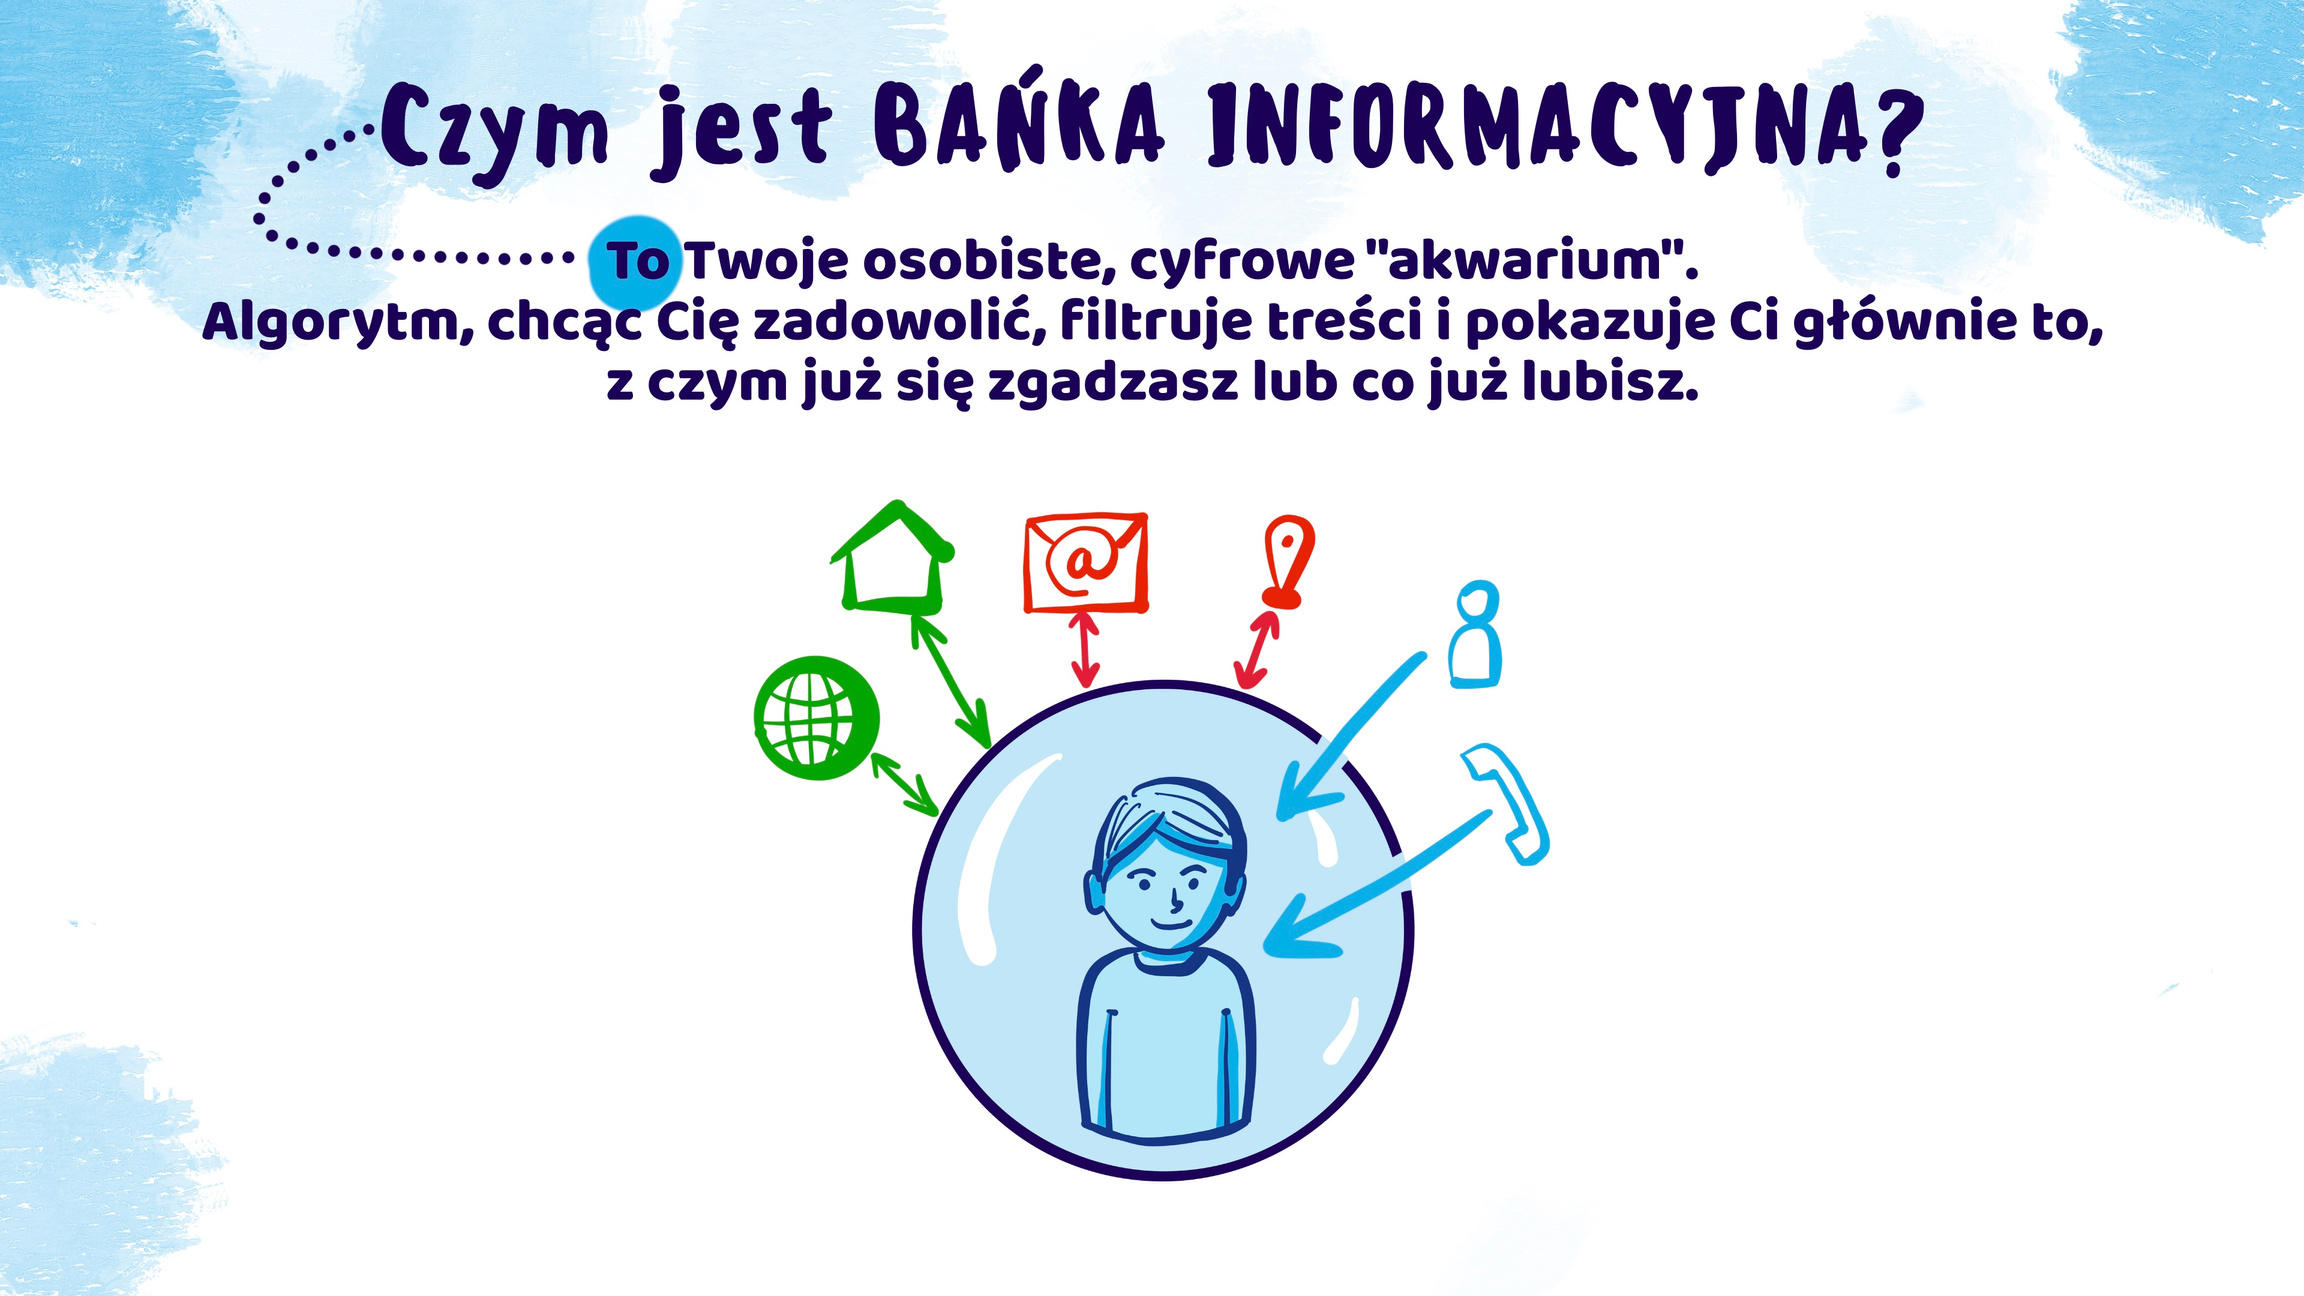 Czym jest BAŃKA INFORMACYJNA?
To Twoje osobiste, cyfrowe "akwarium".
Algorytm, chcąc Cię zadowolić, filtruje treści i pokazuje Ci głównie to,
z czym już się zgadzasz lub co już lubisz.
@